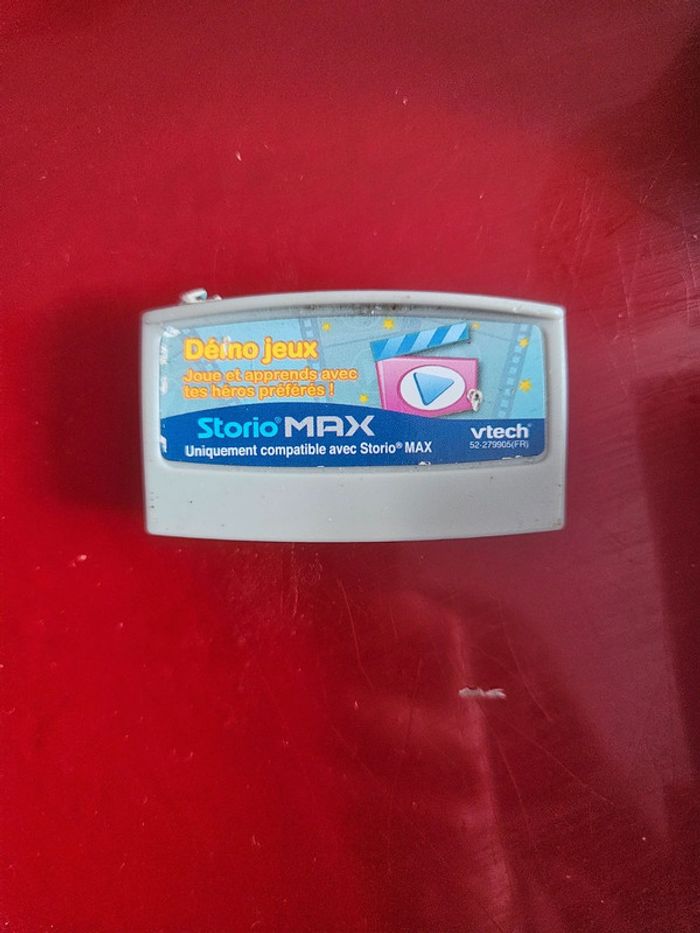 Démo jeux
Joue et apprends avec
tes héros préférés !
Storio® MAX
vtech®
Uniquement compatible avec Storio® MAX
52-279905(FR)